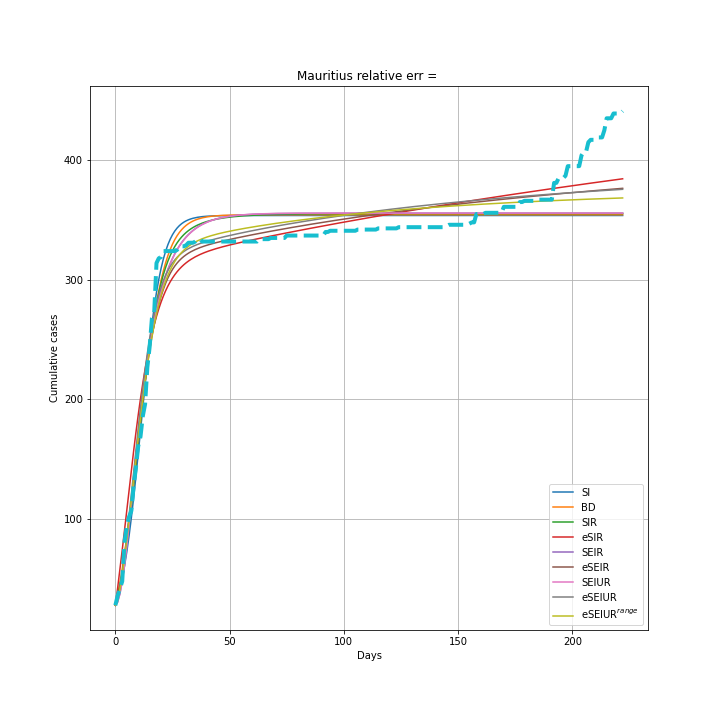 Mauritius relative err =
Cumulative cases
400
300
200
100
0
50
100
150
200
Days
SI
BD
SIR
eSIR
SEIR
eSEIR
SEIUR
eSEIUR
eSEIUR^range